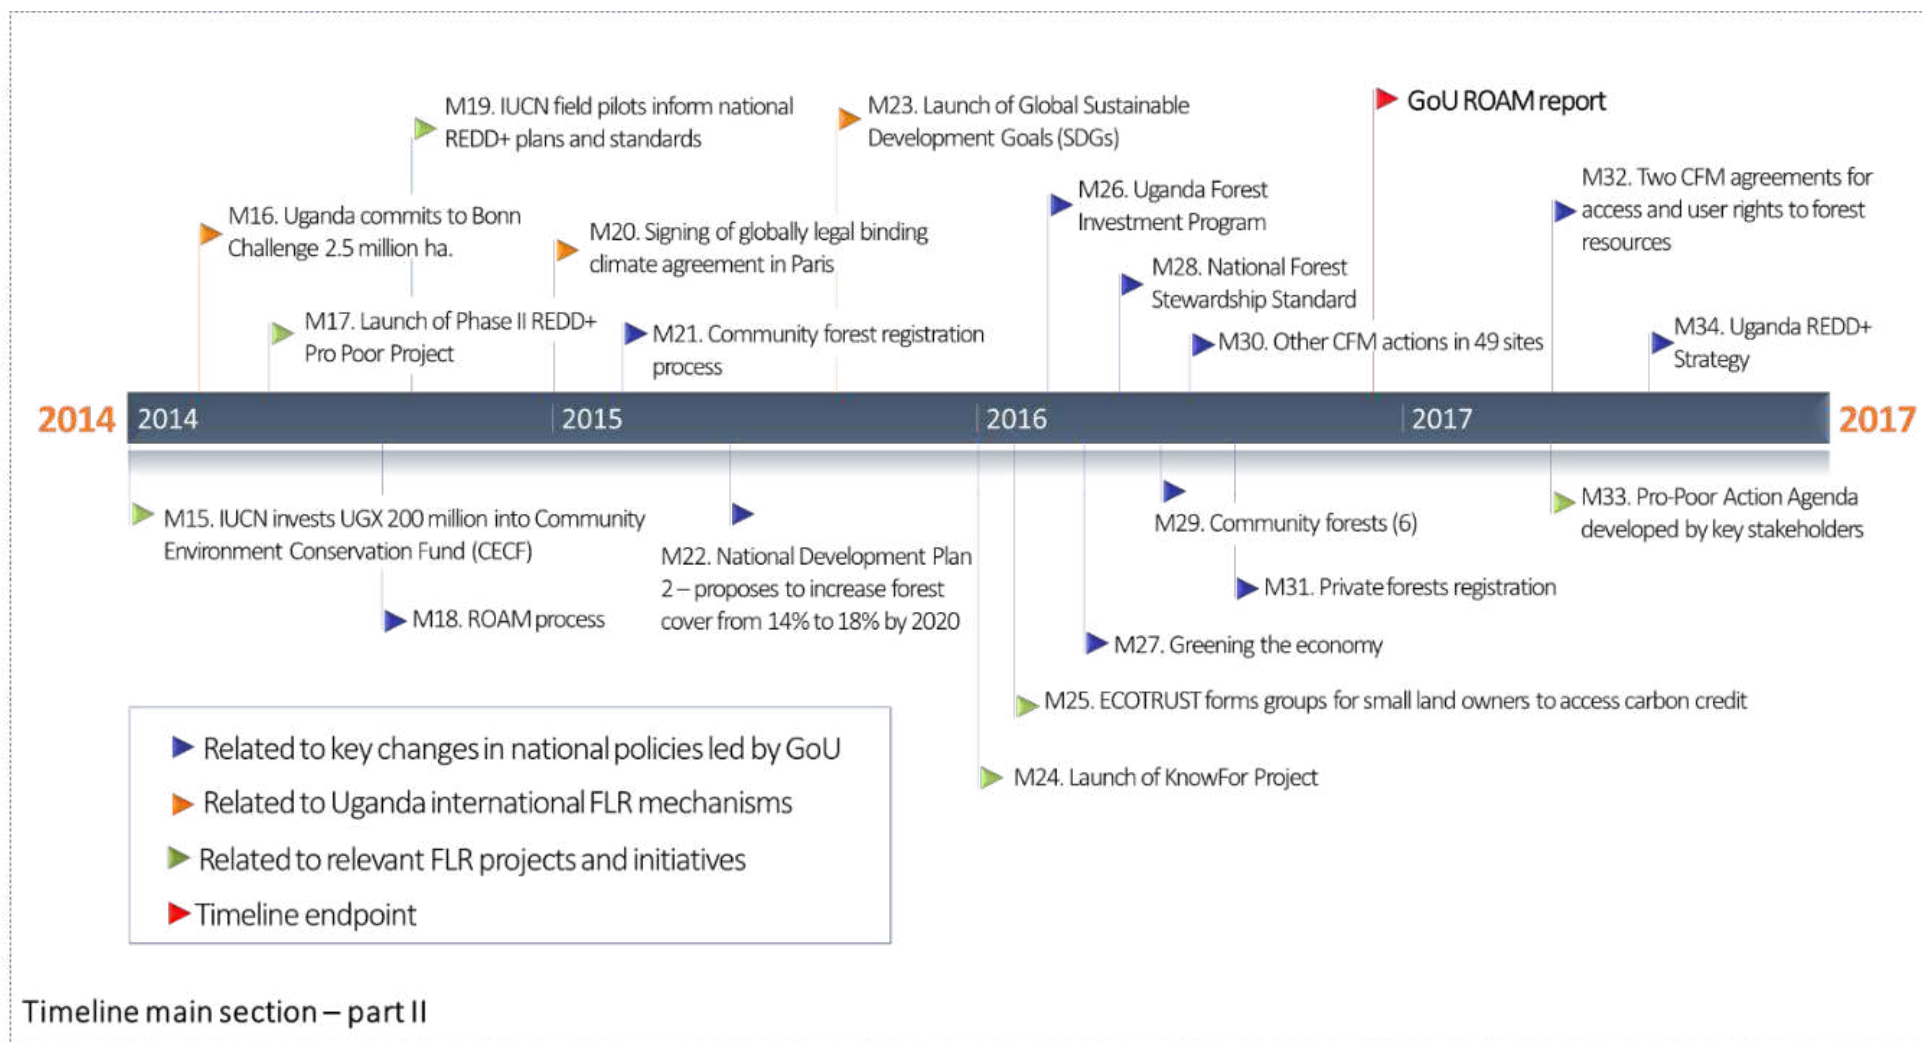 M19. IUCN field pilots inform national
REDD+ plans and standards
M23. Launch of Global Sustainable
Development Goals (SDGs)
GoU ROAM report
M16. Uganda commits to Bonn
Challenge 2.5 million ha.
M20. Signing of globally legal binding
climate agreement in Paris
M26. Uganda Forest
Investment Program
M32. Two CFM agreements for
access and user rights to forest
resources
M28. National Forest
Stewardship Standard
M17. Launch of Phase II REDD+
Pro Poor Project
M21. Community forest registration
process
M30. Other CFM actions in 49 sites
M34. Uganda REDD+
Strategy
2014
2014
2015
2016
2017
2017
M15. IUCN invests UGX 200 million into Community
Environment Conservation Fund (CECF)
M18. ROAM process
M22. National Development Plan
2 – proposes to increase forest
cover from 14% to 18% by 2020
M29. Community forests (6)
M33. Pro-Poor Action Agenda
developed by key stakeholders
M31. Private forests registration
M27. Greening the economy
M25. ECOTRUST forms groups for small land owners to access carbon credit
M24. Launch of KnowFor Project
Related to key changes in national policies led by GoU
Related to Uganda international FLR mechanisms
Related to relevant FLR projects and initiatives
Timeline endpoint
Timeline main section – part II